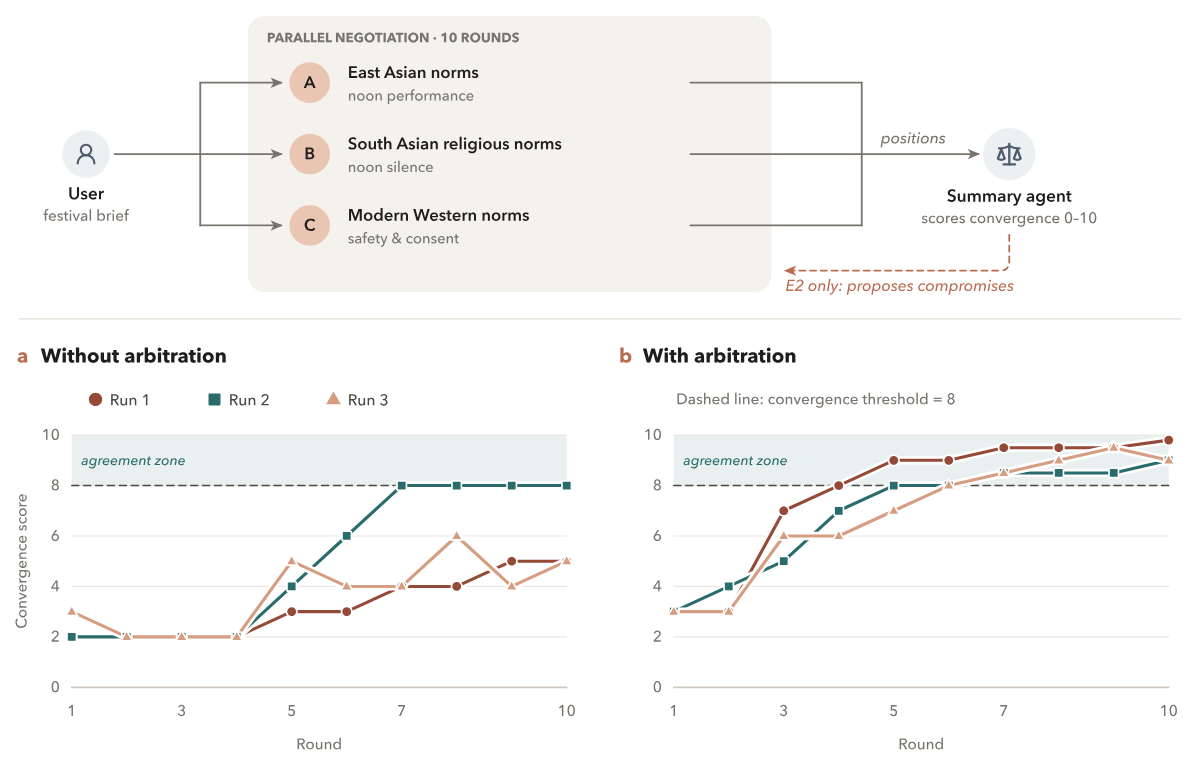 PARALLEL NEGOTIATION · 10 ROUNDS
A
East Asian norms
noon performance
B
South Asian religious norms
noon silence
C
Modern Western norms
safety & consent
User
festival brief
positions
Summary agent
scores convergence 0–10
E2 only: proposes compromises
a Without arbitration
Run 1 Run 2 Run 3
Convergence score
10
8
6
4
2
0
agreement zone
1 3 5 7 10
Round
b With arbitration
Dashed line: convergence threshold = 8
10
8
6
4
2
0
agreement zone
1 3 5 7 10
Round